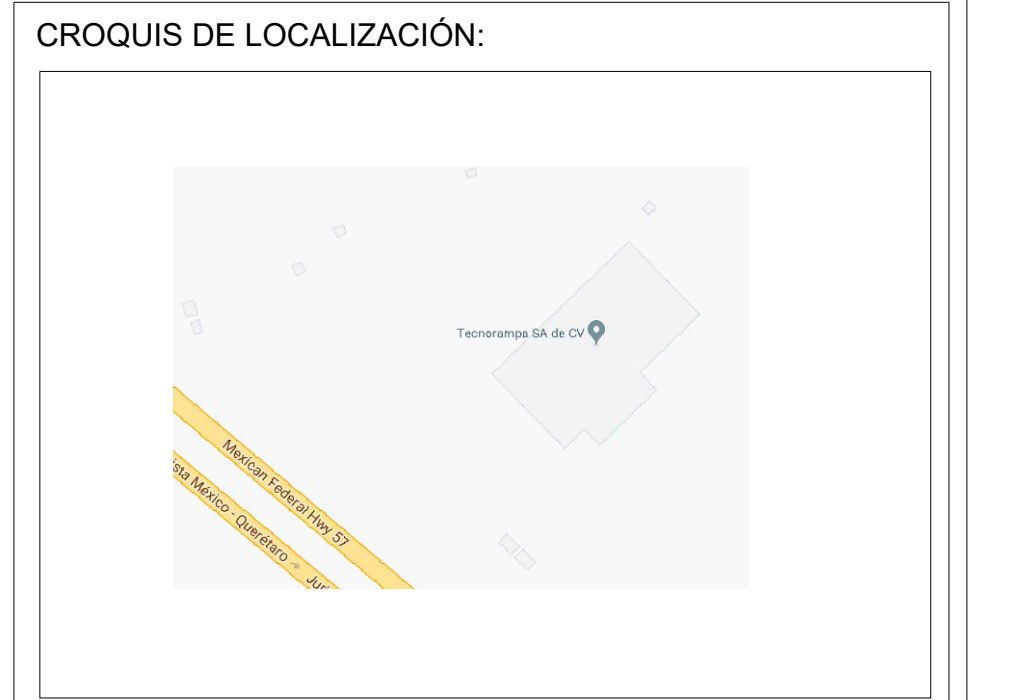 CROQUIS DE LOCALIZACIÓN:
Tecnorampa SA de CV
Mexican Federal Hwy 57
ista México - Querétaro